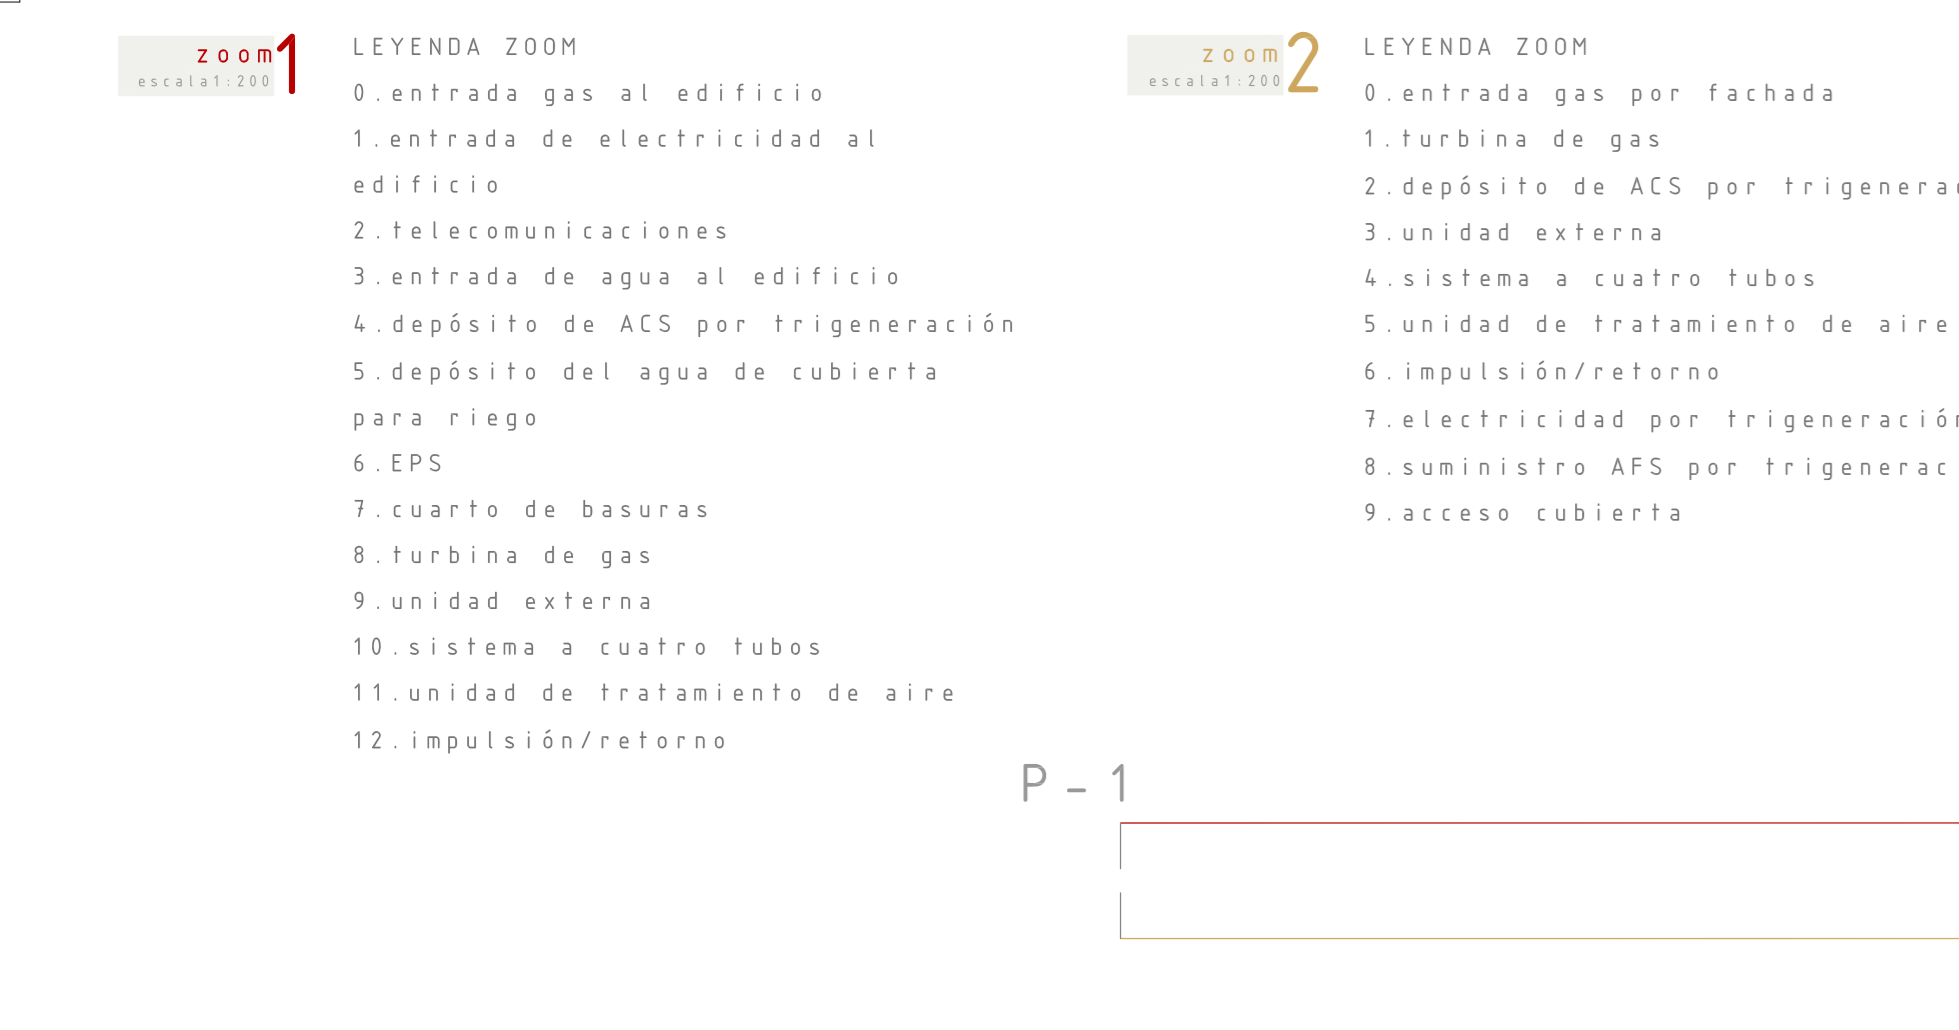 zoom1
escala1:200
LEYENDA ZOOM
0.entrada gas al edificio
1.entrada de electricidad al
edificio
2.telecomunicaciones
3.entrada de agua al edificio
4.depósito de ACS por trigeneración
5.depósito del agua de cubierta
para riego
6.EPS
7.cuarto de basuras
8.turbina de gas
9.unidad externa
10.sistema a cuatro tubos
11.unidad de tratamiento de aire
12.impulsión/retorno
zoom2
escala1:200
LEYENDA ZOOM
0.entrada gas por fachada
1.turbina de gas
2.depósito de ACS por
3.unidad externa
4.sistema a cuatro tubos
5.unidad de tratamiento de aire
6.impulsión/retorno
7.electricidad por trigeneración
8.suministro AFS por
9.acceso cubierta
P-1